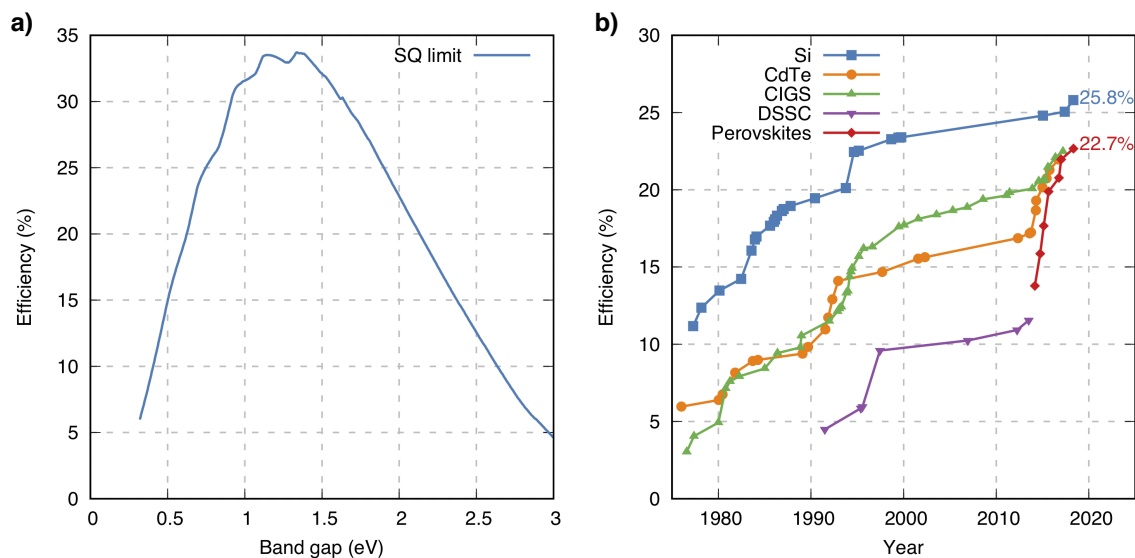 a)
Efficiency (%)
35
30
25
20
15
10
5
0
SQ limit
0 0.5 1 1.5 2 2.5 3
Band gap (eV)
b)
Efficiency (%)
30
25
20
15
10
5
0
Si
CdTe
CIGS
DSSC
Perovskites
25.8%
22.7%
1980 1990 2000 2010 2020
Year